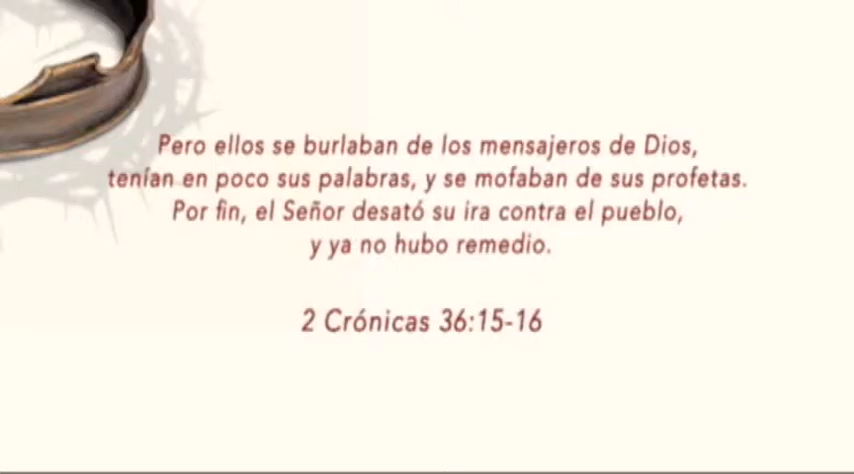 Pero ellos se burlaban de los mensajeros de Dios,
tenían en poco sus palabras, y se mofaban de sus profetas.
Por fin, el Señor desató su ira contra el pueblo,
y ya no hubo remedio.
2 Crónicas 36:15-16